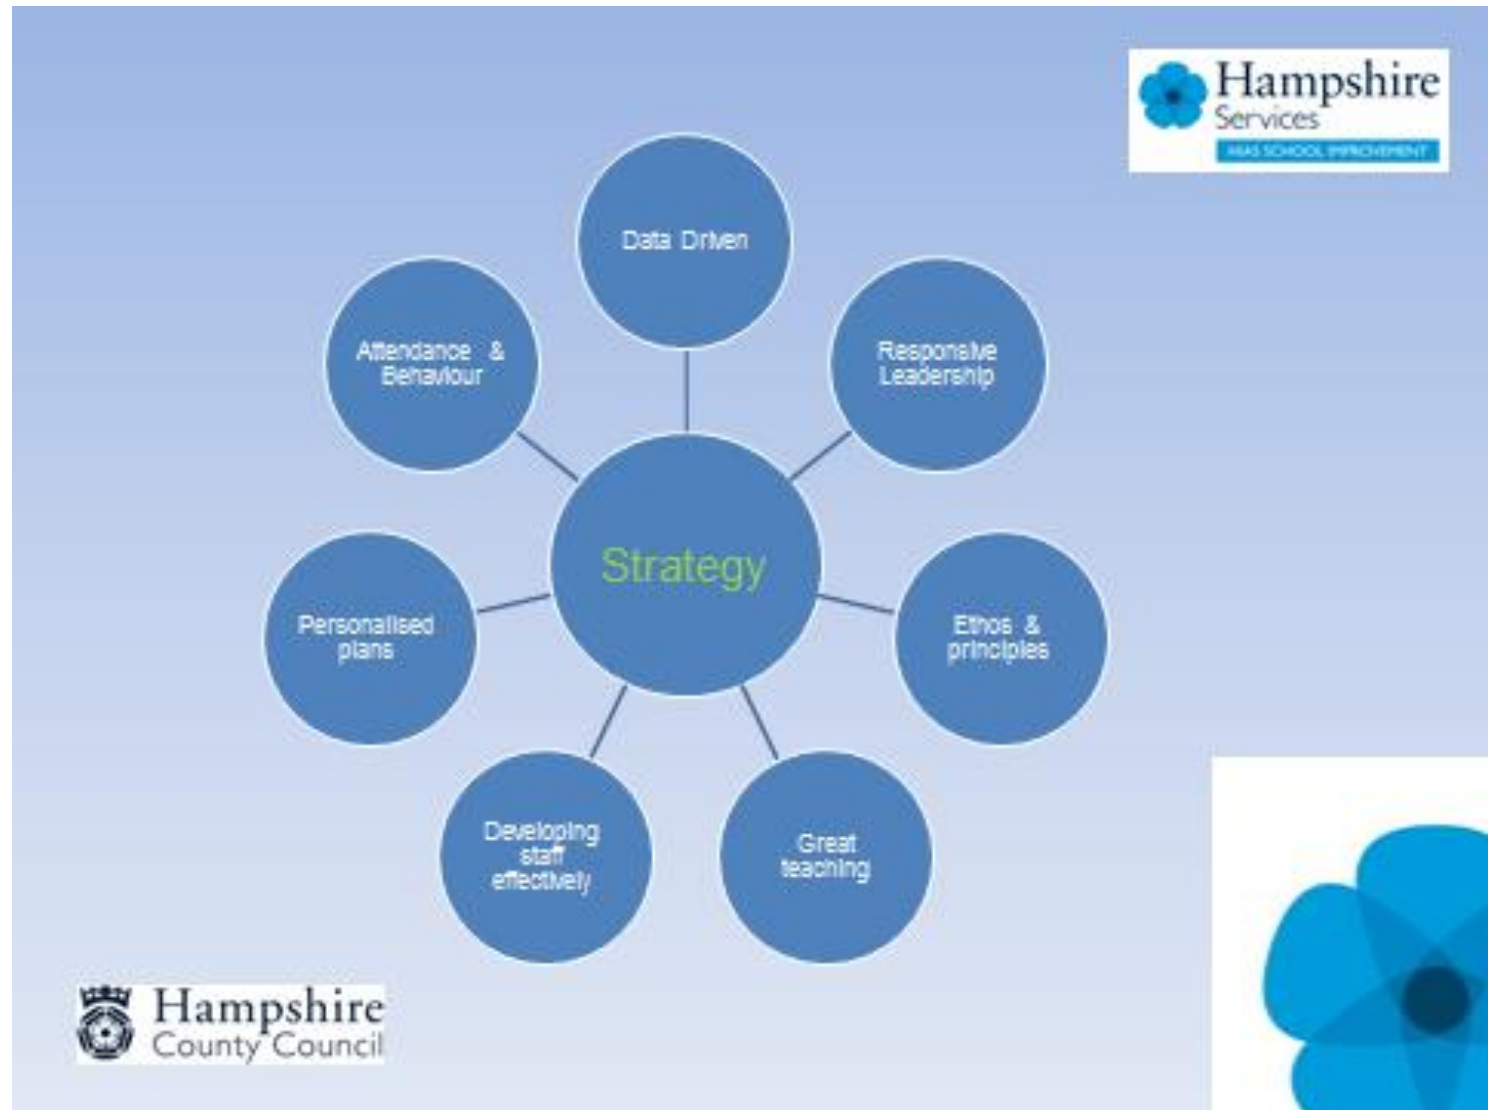 Hampshire
Services
HIAS SCHOOL IMPROVEMENT
Data Driven
Attendance &
Behaviour
Responsive
Leadership
Strategy
Personalised
plans
Ethos &
principles
Developing
staff
effectively
Great
teaching
Hampshire
County Council